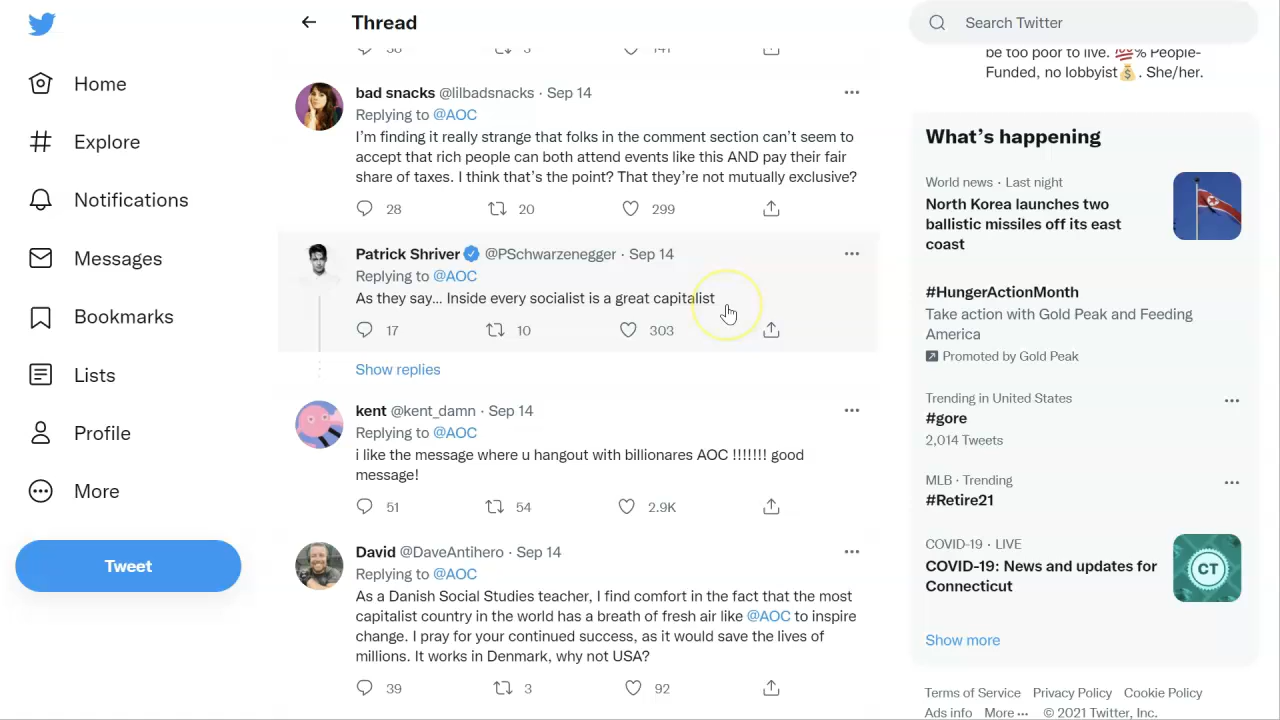 Home
Explore
Notifications
Messages
Bookmarks
Lists
Profile
More
Tweet
Thread
141
bad snacks @lilbadsnacks · Sep 14
Replying to @AOC
I'm finding it really strange that folks in the comment section can't seem to
accept that rich people can both attend events like this AND pay their fair
share of taxes. I think that's the point? That they're not mutually exclusive?
28 20 299
Patrick Shriver @PSchwarzenegger · Sep 14
Replying to @AOC
As they say... Inside every socialist is a great capitalist
17 10 303
Show replies
kent @kent_damn · Sep 14
Replying to @AOC
i like the message where u hangout with billionares AOC !!!!!!! good
message!
51 54 2.9K
David @DaveAntihero · Sep 14
Replying to @AOC
As a Danish Social Studies teacher, I find comfort in the fact that the most
capitalist country in the world has a breath of fresh air like @AOC to inspire
change. I pray for your continued success, as it would save the lives of
millions. It works in Denmark, why not USA?
39 3 92
Search Twitter
be too poor to live. 💯% People-
Funded, no lobbyist💰. She/her.
What's happening
World news · Last night
North Korea launches two
ballistic missiles off its east
coast
#HungerActionMonth
Take action with Gold Peak and Feeding
America
Promoted by Gold Peak
Trending in United States
#gore
2,014 Tweets
MLB · Trending
#Retire21
COVID-19 · LIVE
COVID-19: News and updates for
Connecticut
CT
Show more
Terms of Service Privacy Policy Cookie Policy
Ads info More ··· © 2021 Twitter, Inc.